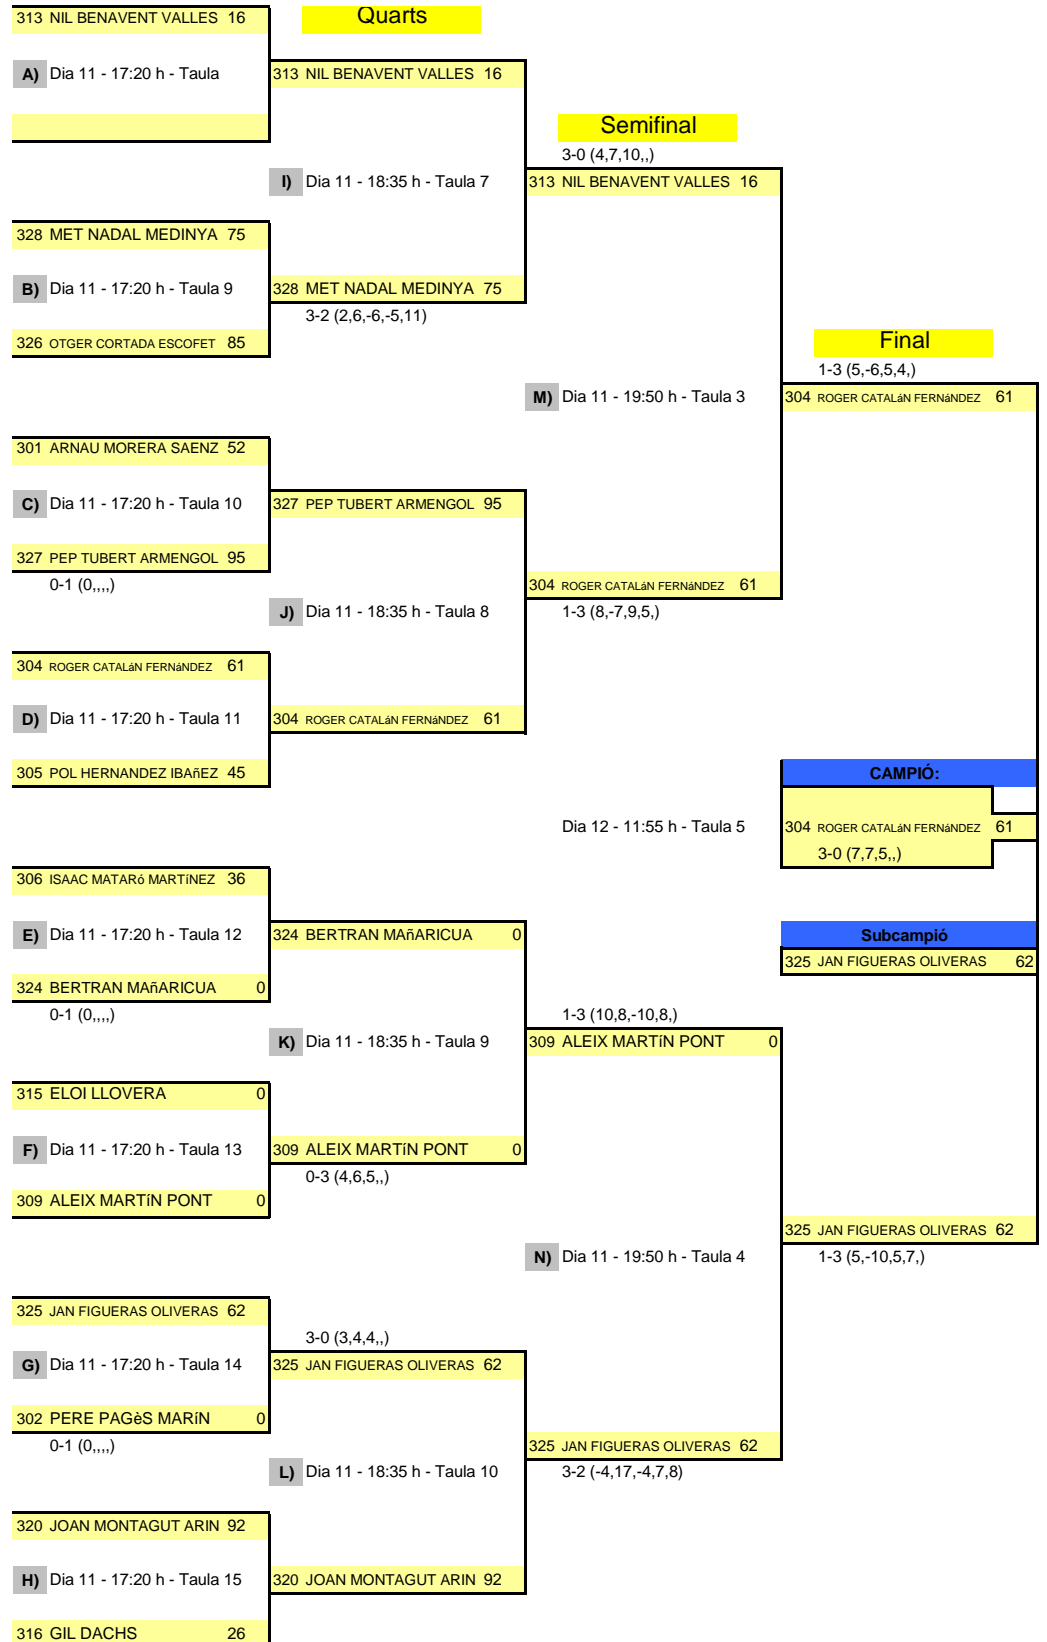 313 NIL BENAVENT VALLES 16
Quarts
A) Dia 11 - 17:20 h - Taula
313 NIL BENAVENT VALLES 16
Semifinal
3-0 (4,7,10,,)
I) Dia 11 - 18:35 h - Taula 7
313 NIL BENAVENT VALLES 16
328 MET NADAL MEDINYA 75
B) Dia 11 - 17:20 h - Taula 9
328 MET NADAL MEDINYA 75
3-2 (2,6,-6,-5,11)
326 OTGER CORTADA ESCOFET 85
Final
1-3 (5,-6,5,4,)
M) Dia 11 - 19:50 h - Taula 3
304 ROGER CATALáN FERNáNDEZ 61
301 ARNAU MORERA SAENZ 52
C) Dia 11 - 17:20 h - Taula 10
327 PEP TUBERT ARMENGOL 95
327 PEP TUBERT ARMENGOL 95
0-1 (0,,,,)
304 ROGER CATALáN FERNáNDEZ 61
J) Dia 11 - 18:35 h - Taula 8
1-3 (8,-7,9,5,)
304 ROGER CATALáN FERNáNDEZ 61
D) Dia 11 - 17:20 h - Taula 11
304 ROGER CATALáN FERNáNDEZ 61
305 POL HERNANDEZ IBAñEZ 45
CAMPIÓ:
Dia 12 - 11:55 h - Taula 5
304 ROGER CATALáN FERNáNDEZ 61
3-0 (7,7,5,,)
306 ISAAC MATARó MARTíNEZ 36
E) Dia 11 - 17:20 h - Taula 12
324 BERTRAN MAñARICUA 0
Subcampió
325 JAN FIGUERAS OLIVERAS 62
324 BERTRAN MAñARICUA 0
0-1 (0,,,,)
1-3 (10,8,-10,8,)
K) Dia 11 - 18:35 h - Taula 9
309 ALEIX MARTíN PONT 0
315 ELOI LLOVERA 0
F) Dia 11 - 17:20 h - Taula 13
309 ALEIX MARTíN PONT 0
0-3 (4,6,5,,)
309 ALEIX MARTíN PONT 0
325 JAN FIGUERAS OLIVERAS 62
N) Dia 11 - 19:50 h - Taula 4
1-3 (5,-10,5,7,)
325 JAN FIGUERAS OLIVERAS 62
3-0 (3,4,4,,)
G) Dia 11 - 17:20 h - Taula 14
325 JAN FIGUERAS OLIVERAS 62
302 PERE PAGèS MARíN 0
0-1 (0,,,,)
325 JAN FIGUERAS OLIVERAS 62
L) Dia 11 - 18:35 h - Taula 10
3-2 (-4,17,-4,7,8)
320 JOAN MONTAGUT ARIN 92
H) Dia 11 - 17:20 h - Taula 15
320 JOAN MONTAGUT ARIN 92
316 GIL DACHS 26